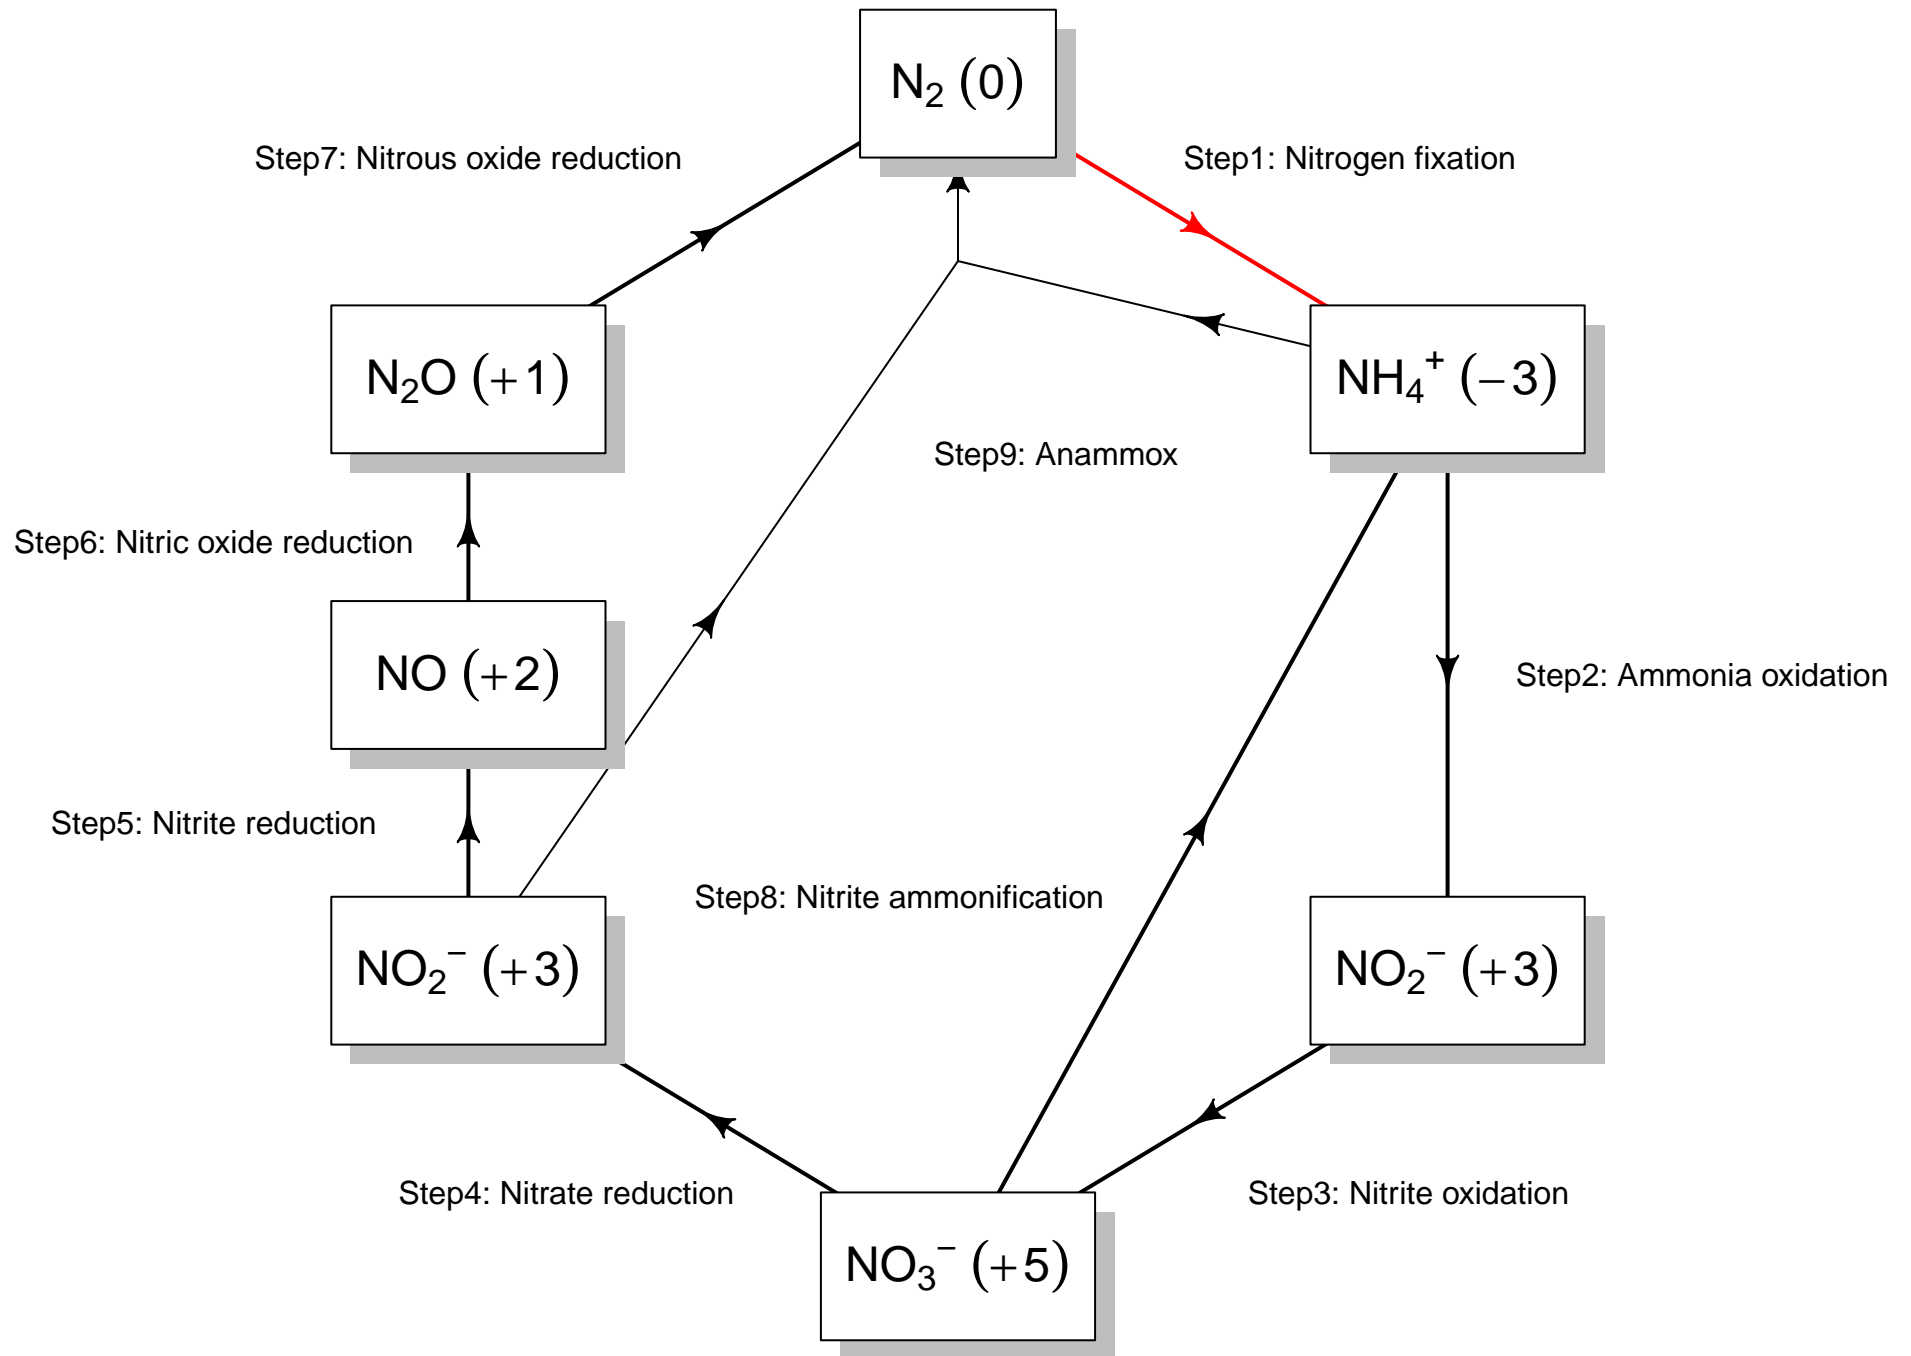 N₂ (0)
Step7: Nitrous oxide reduction
Step1: Nitrogen fixation
N₂O (+1)
NH₄⁺ (−3)
Step9: Anammox
Step6: Nitric oxide reduction
NO (+2)
Step2: Ammonia oxidation
Step5: Nitrite reduction
Step8: Nitrite ammonification
NO₂⁻ (+3)
NO₂⁻ (+3)
Step4: Nitrate reduction
Step3: Nitrite oxidation
NO₃⁻ (+5)